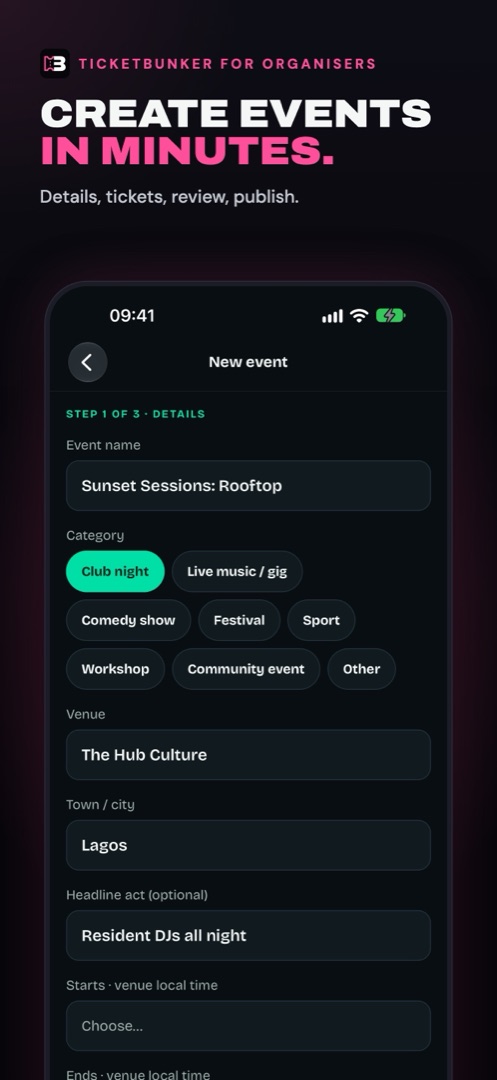 TICKETBUNKER FOR ORGANISERS
CREATE EVENTS
IN MINUTES.
Details, tickets, review, publish.
09:41
New event
STEP 1 OF 3 · DETAILS
Event name
Sunset Sessions: Rooftop
Category
Club night Live music / gig
Comedy show Festival Sport
Workshop Community event Other
Venue
The Hub Culture
Town / city
Lagos
Headline act (optional)
Resident DJs all night
Starts · venue local time
Choose...
Ends · venue local time